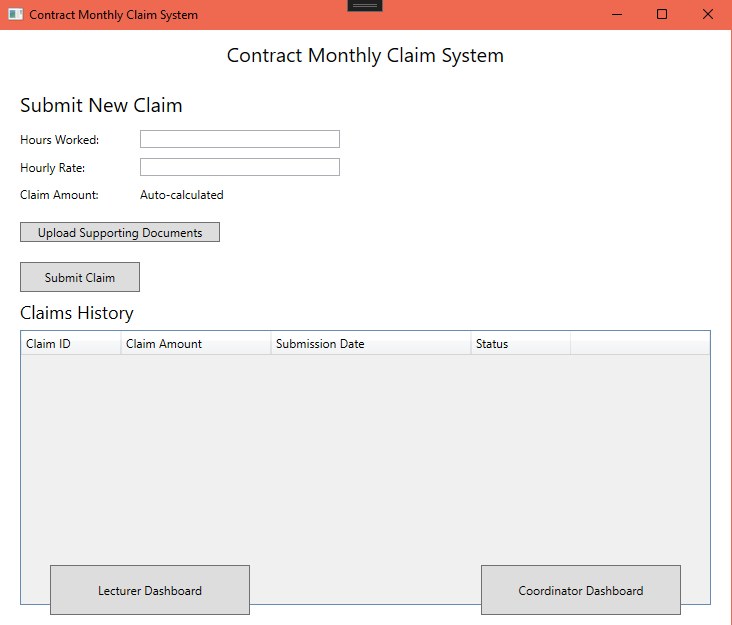 Contract Monthly Claim System
Contract Monthly Claim System
Submit New Claim
Hours Worked:
Hourly Rate:
Claim Amount: Auto-calculated
Upload Supporting Documents
Submit Claim
Claims History
Claim ID Claim Amount Submission Date Status
Lecturer Dashboard Coordinator Dashboard